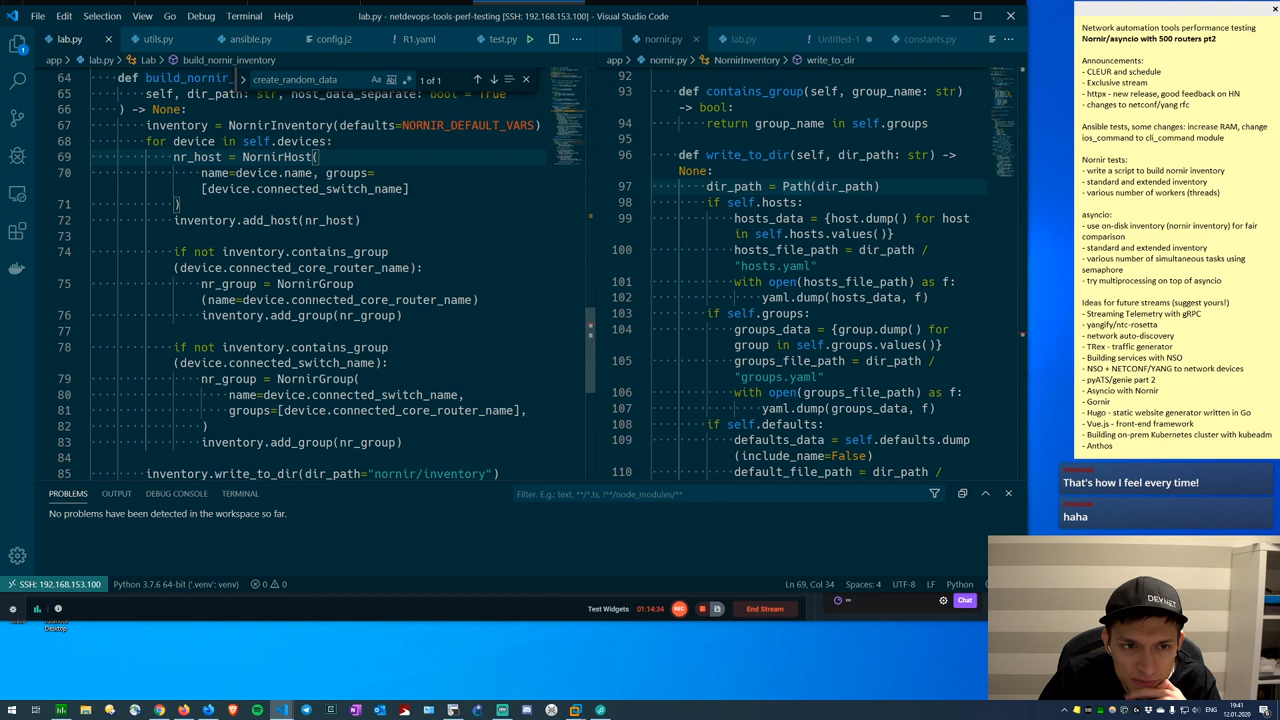 File Edit Selection View Go Debug Terminal Help
lab.py - netdevops-tools-perf-testing [SSH: 192.168.153.100] - Visual Studio Code
lab.py utils.py ansible.py config.j2 R1.yaml test.py
app > lab.py > Lab > build_nornir_inventory
create_random_data Aa 1 of 1
64 def build_nornir_
65 self, dir_path: str, host_data_separate: bool = True
66 ) -> None:
67 inventory = NornirInventory(defaults=NORNIR_DEFAULT_VARS)
68 for device in self.devices:
69 nr_host = NornirHost(
70 name=device.name, groups=
[device.connected_switch_name]
71 )
72 inventory.add_host(nr_host)
73
74 if not inventory.contains_group
(device.connected_core_router_name):
75 nr_group = NornirGroup
(name=device.connected_core_router_name)
76 inventory.add_group(nr_group)
77
78 if not inventory.contains_group
(device.connected_switch_name):
79 nr_group = NornirGroup(
80 name=device.connected_switch_name,
81 groups=[device.connected_core_router_name],
82 )
83 inventory.add_group(nr_group)
84
85 inventory.write_to_dir(dir_path="nornir/inventory")
nornir.py lab.py Untitled-1 constants.py
app > nornir.py > NornirInventory > write_to_dir
92
93 def contains_group(self, group_name: str)
-> bool:
94 return group_name in self.groups
95
96 def write_to_dir(self, dir_path: str) ->
None:
97 dir_path = Path(dir_path)
98 if self.hosts:
99 hosts_data = {host.dump() for host
in self.hosts.values()}
100 hosts_file_path = dir_path /
"hosts.yaml"
101 with open(hosts_file_path) as f:
102 yaml.dump(hosts_data, f)
103 if self.groups:
104 groups_data = {group.dump() for
group in self.groups.values()}
105 groups_file_path = dir_path /
"groups.yaml"
106 with open(groups_file_path) as f:
107 yaml.dump(groups_data, f)
108 if self.defaults:
109 defaults_data = self.defaults.dump
(include_name=False)
110 default_file_path = dir_path /
PROBLEMS OUTPUT DEBUG CONSOLE TERMINAL
Filter. E.g.: text, **/*.ts, !**/node_modules/**
No problems have been detected in the workspace so far.
SSH: 192.168.153.100 Python 3.7.6 64-bit ('.venv': venv) 0 0 Ln 69, Col 34 Spaces: 4 UTF-8 LF Python
Test Widgets 01:14:34 REC End Stream
Chat
Desktop
Network automation tools performance testing
Nornir/asyncio with 500 routers pt2
Announcements:
- CLEUR and schedule
- Exclusive stream
- httpx - new release, good feedback on HN
- changes to netconf/yang rfc
Ansible tests, some changes: increase RAM, change
ios_command to cli_command module
Nornir tests:
- write a script to build nornir inventory
- standard and extended inventory
- various number of workers (threads)
asyncio:
- use on-disk inventory (nornir inventory) for fair
comparison
- standard and extended inventory
- various number of simultaneous tasks using
semaphore
- try multiprocessing on top of asyncio
Ideas for future streams (suggest yours!)
- Streaming Telemetry with gRPC
- yangify/ntc-rosetta
- network auto-discovery
- TRex - traffic generator
- Building services with NSO
- NSO + NETCONF/YANG to network devices
- pyATS/genie part 2
- Asyncio with Nornir
- Gornir
- Hugo - static website generator written in Go
- Vue.js - front-end framework
- Building on-prem Kubernetes cluster with kubeadm
- Anthos
That's how I feel every time!
haha
DEVNET
ENG 19:41
12.01.2020